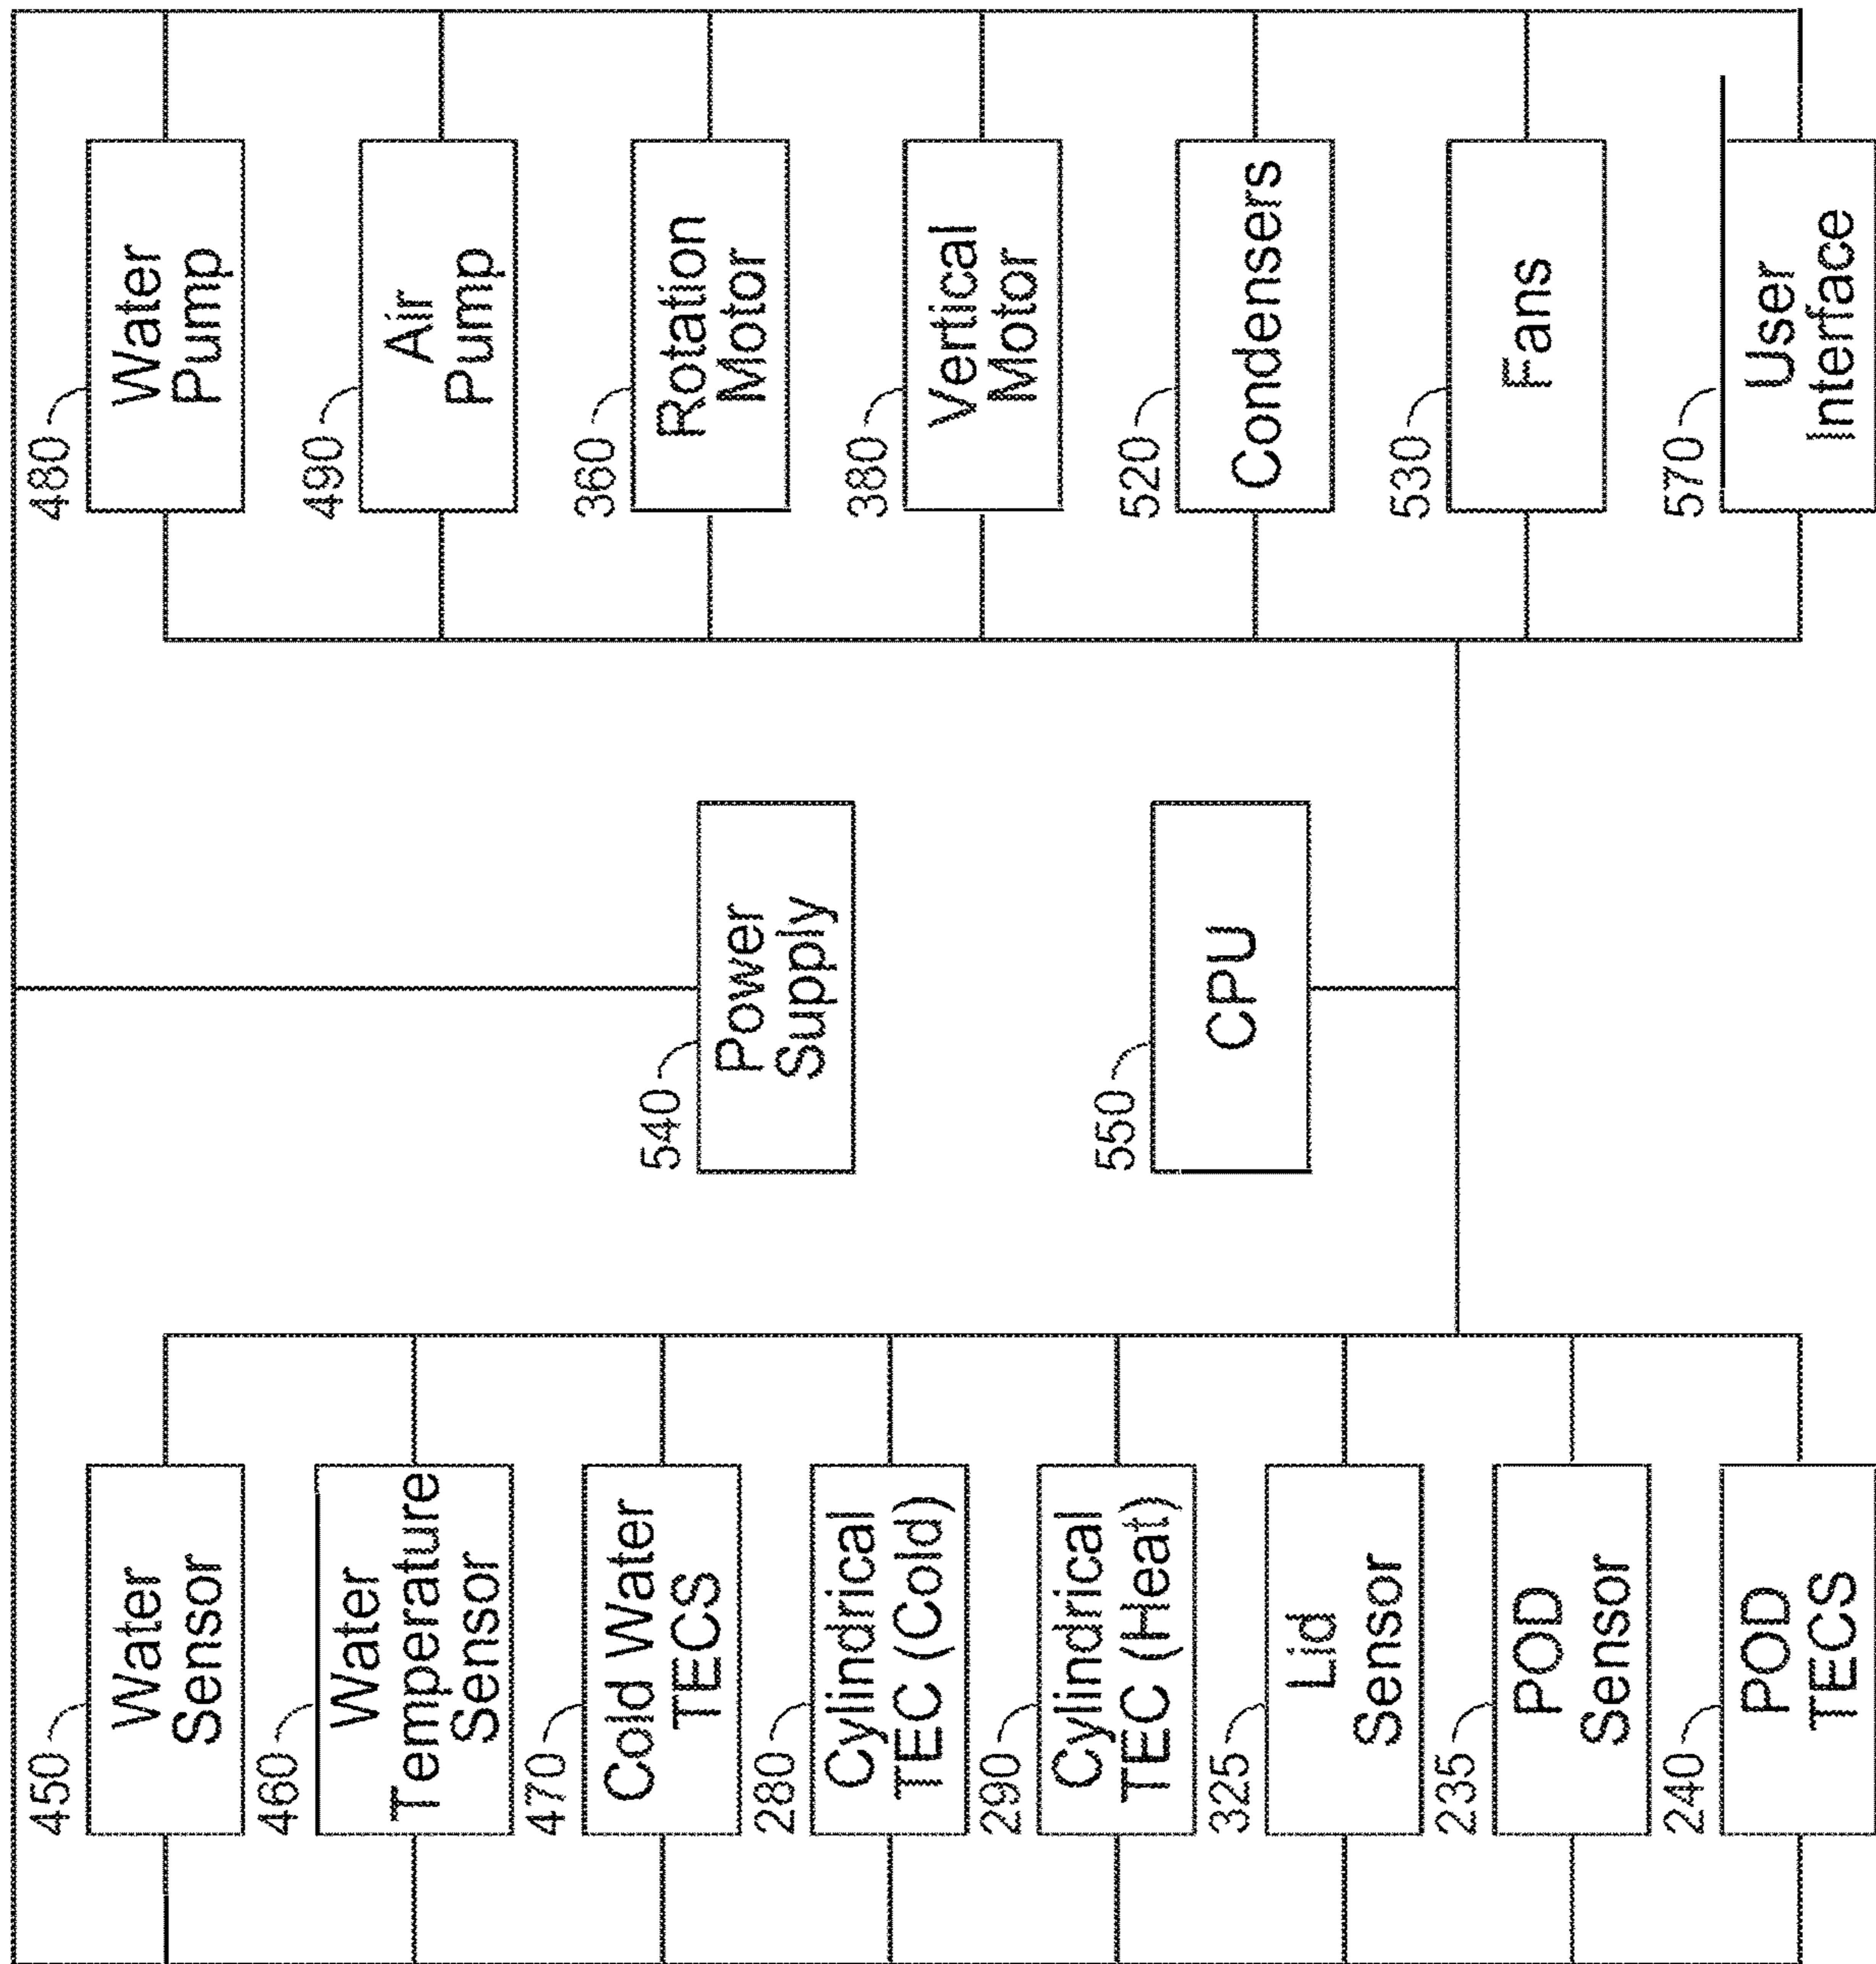 450
Water
Sensor
460
Water
Temperature
Sensor
470
Cold Water
TECS
280
Cylindrical
TEC (Cold)
290
Cylindrical
TEC (Heat)
325
Lid
Sensor
235
POD
Sensor
240
POD
TECS
540
Power
Supply
550
CPU
480
Water
Pump
490
Air
Pump
360
Rotation
Motor
380
Vertical
Motor
520
Condensers
530
Fans
570
User
Interface